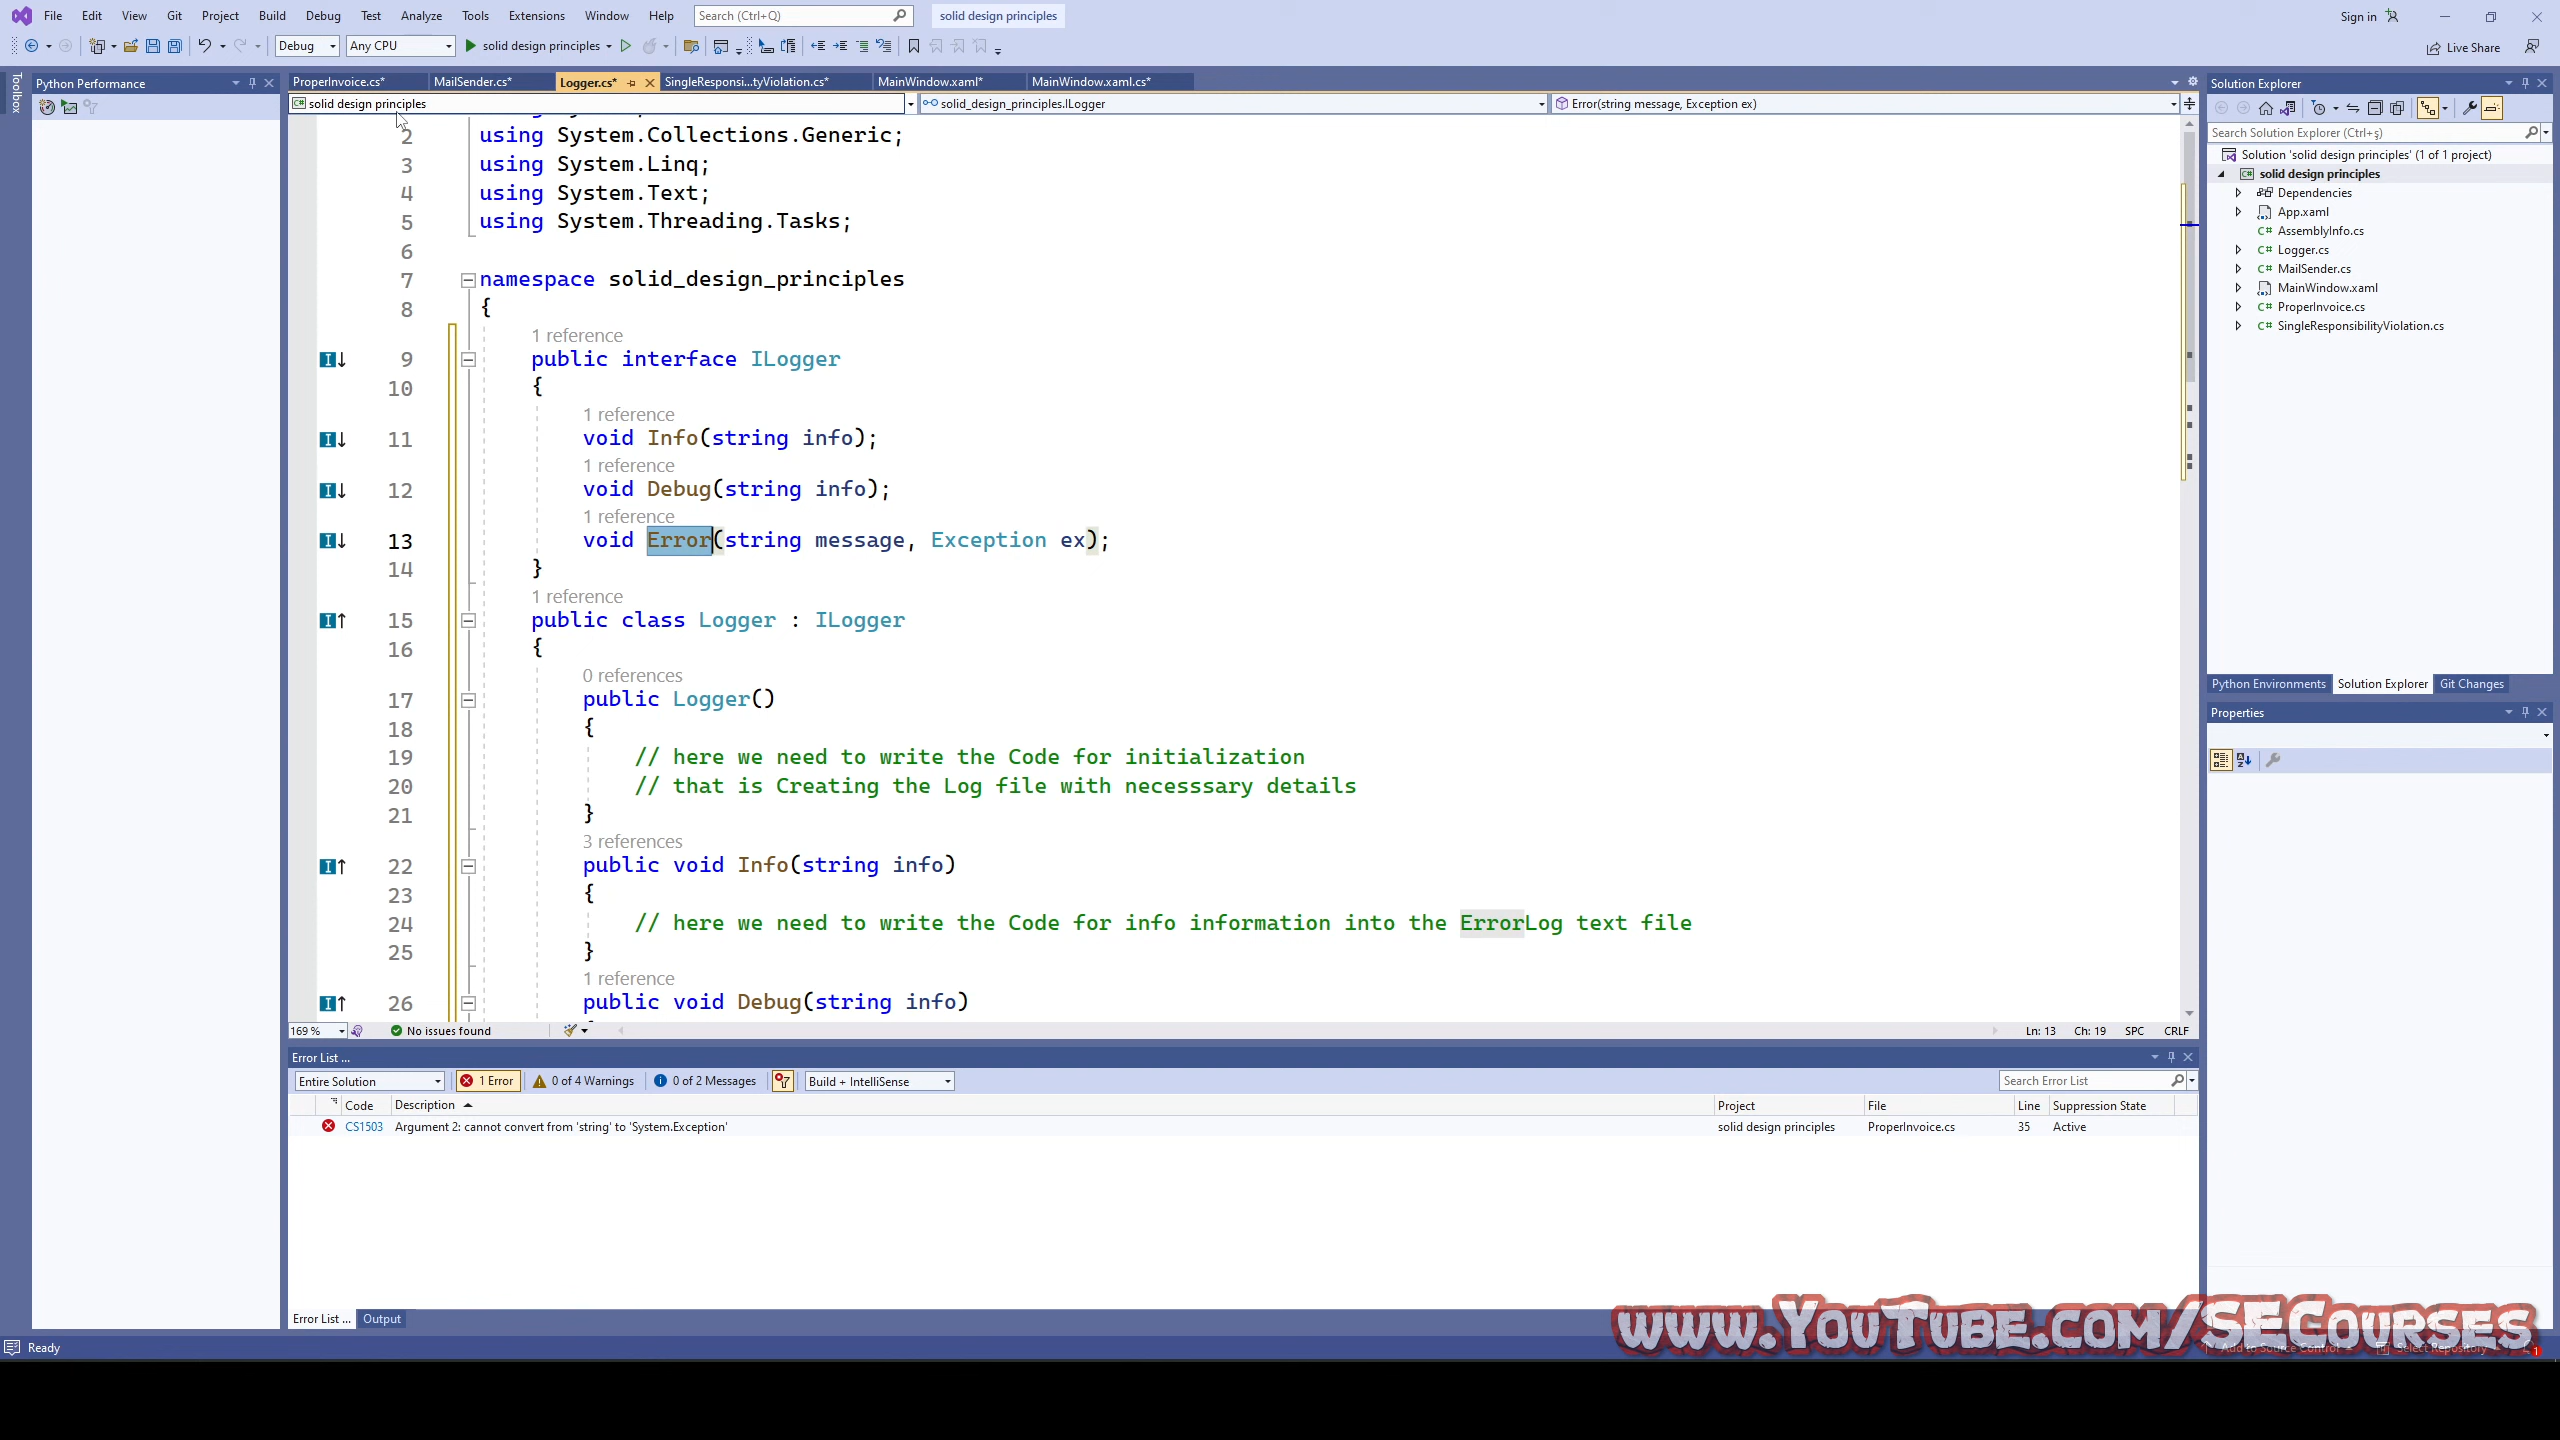 File Edit View Git Project Build Debug Test Analyze Tools Extensions Window Help Search (Ctrl+Q) solid design principles Sign in
Debug Any CPU solid design principles Live Share
Toolbox
Python Performance
ProperInvoice.cs* MailSender.cs* Logger.cs* SingleResponsi...tyViolation.cs* MainWindow.xaml* MainWindow.xaml.cs*
solid design principles solid_design_principles.ILogger Error(string message, Exception ex)
2 using System.Collections.Generic;
3 using System.Linq;
4 using System.Text;
5 using System.Threading.Tasks;
6
7 namespace solid_design_principles
8 {
1 reference
9 public interface ILogger
10 {
1 reference
11 void Info(string info);
1 reference
12 void Debug(string info);
1 reference
13 void Error(string message, Exception ex);
14 }
1 reference
15 public class Logger : ILogger
16 {
0 references
17 public Logger()
18 {
19 // here we need to write the Code for initialization
20 // that is Creating the Log file with necesssary details
21 }
3 references
22 public void Info(string info)
23 {
24 // here we need to write the Code for info information into the ErrorLog text file
25 }
1 reference
26 public void Debug(string info)
169 % No issues found Ln: 13 Ch: 19 SPC CRLF
Error List ...
Entire Solution 1 Error 0 of 4 Warnings 0 of 2 Messages Build + IntelliSense Search Error List
Code Description Project File Line Suppression State
CS1503 Argument 2: cannot convert from 'string' to 'System.Exception' solid design principles ProperInvoice.cs 35 Active
Error List ... Output
Ready
Solution Explorer
Search Solution Explorer (Ctrl+ş)
Solution 'solid design principles' (1 of 1 project)
solid design principles
Dependencies
App.xaml
AssemblyInfo.cs
Logger.cs
MailSender.cs
MainWindow.xaml
ProperInvoice.cs
SingleResponsibilityViolation.cs
Python Environments Solution Explorer Git Changes
Properties
www.YouTube.com/SECourses
Add to Source Control Select Repository 1